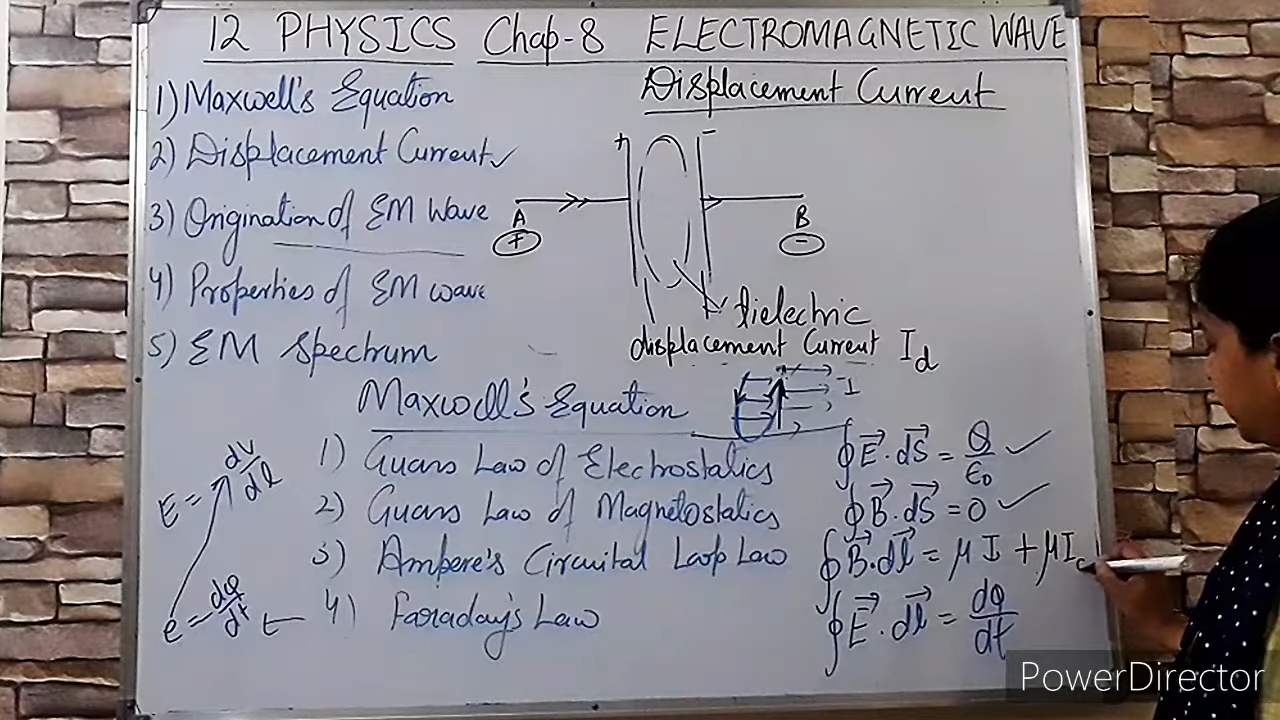 12 PHYSICS Chap-8 ELECTROMAGNETIC WAVE
1) Maxwell's Equation
2) Displacement Current ✓
3) Origination of EM Wave
4) Properties of EM wave
5) EM Spectrum
Displacement Current
+ -
A B
+ -
dielectric
displacement Current Id
I
Maxwell's Equation
1) Guass Law of Electrostatics ∮E⃗.dS⃗ = Q/ε0 ✓
2) Guass Law of Magnetostatics ∮B⃗.dS⃗ = 0 ✓
3) Ampere's Circuital Loop Law ∮B⃗.dl⃗ = μI + μI
4) Faraday's Law ∮E⃗.dl⃗ = dφ/dt
E = dv/dl
e = dφ/dt
PowerDirector